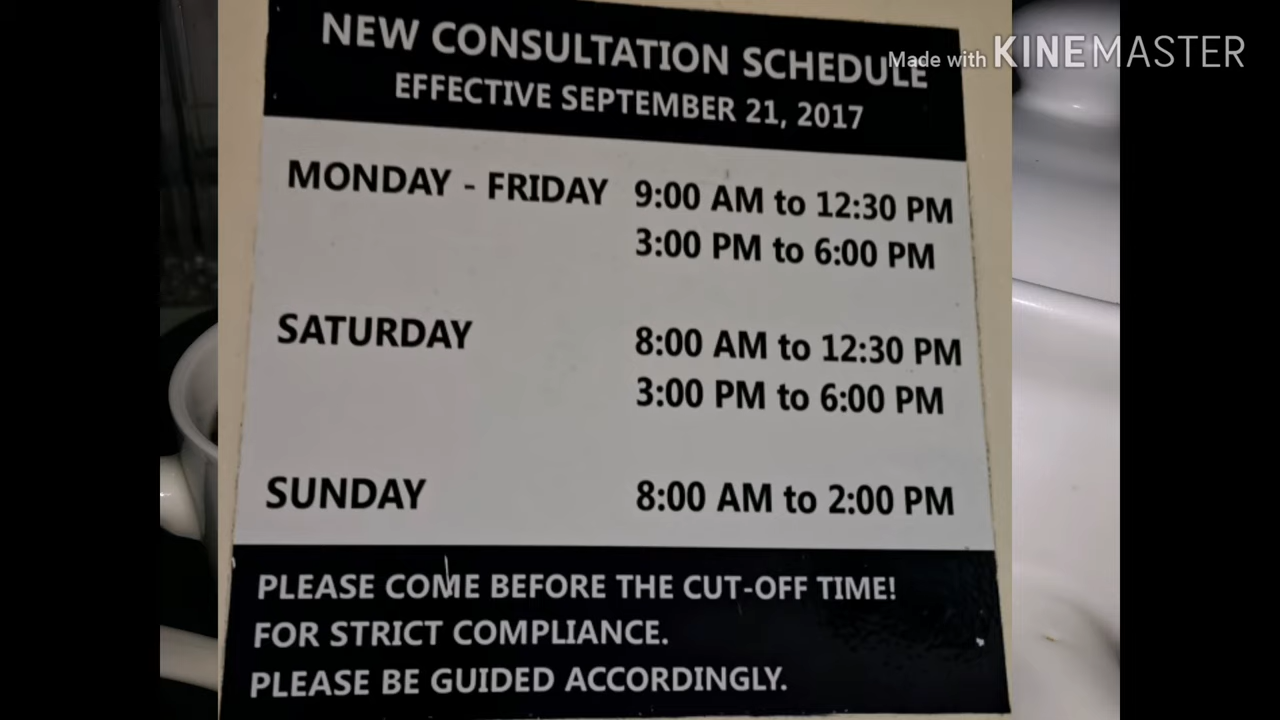 NEW CONSULTATION SCHEDULE
EFFECTIVE SEPTEMBER 21, 2017
Made with KINEMASTER
MONDAY - FRIDAY 9:00 AM to 12:30 PM
3:00 PM to 6:00 PM
SATURDAY 8:00 AM to 12:30 PM
3:00 PM to 6:00 PM
SUNDAY 8:00 AM to 2:00 PM
PLEASE COME BEFORE THE CUT-OFF TIME!
FOR STRICT COMPLIANCE.
PLEASE BE GUIDED ACCORDINGLY.